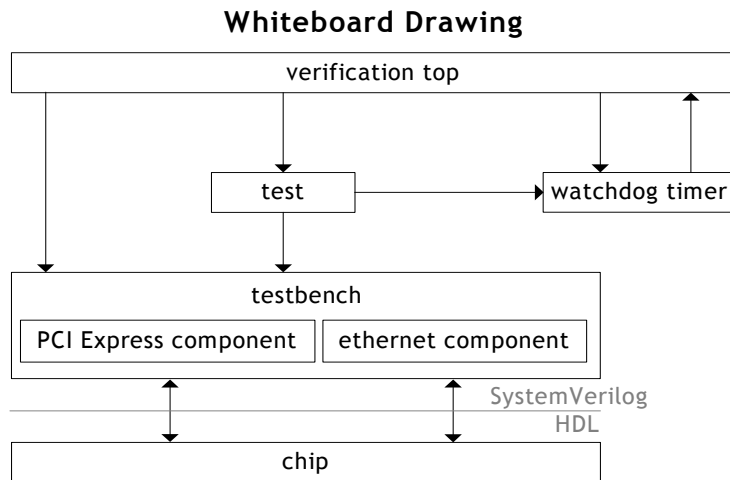 Whiteboard Drawing
verification top
test
watchdog timer
testbench
PCI Express component
ethernet component
SystemVerilog
HDL
chip